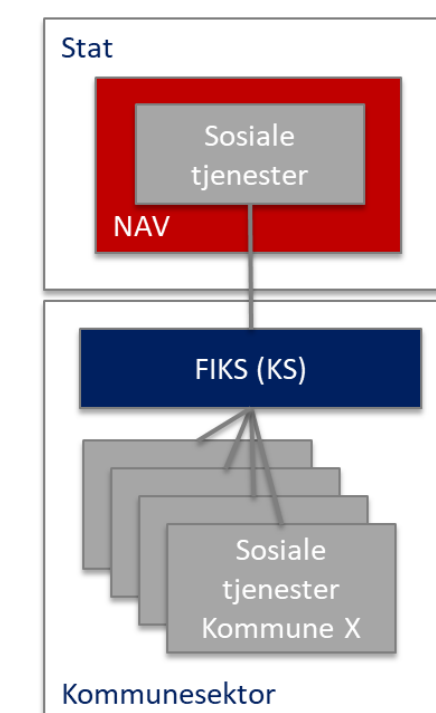 Stat
Sosiale
tjenester
NAV
FIKS (KS)
Sosiale
tjenester
Kommune X
Kommunesektor